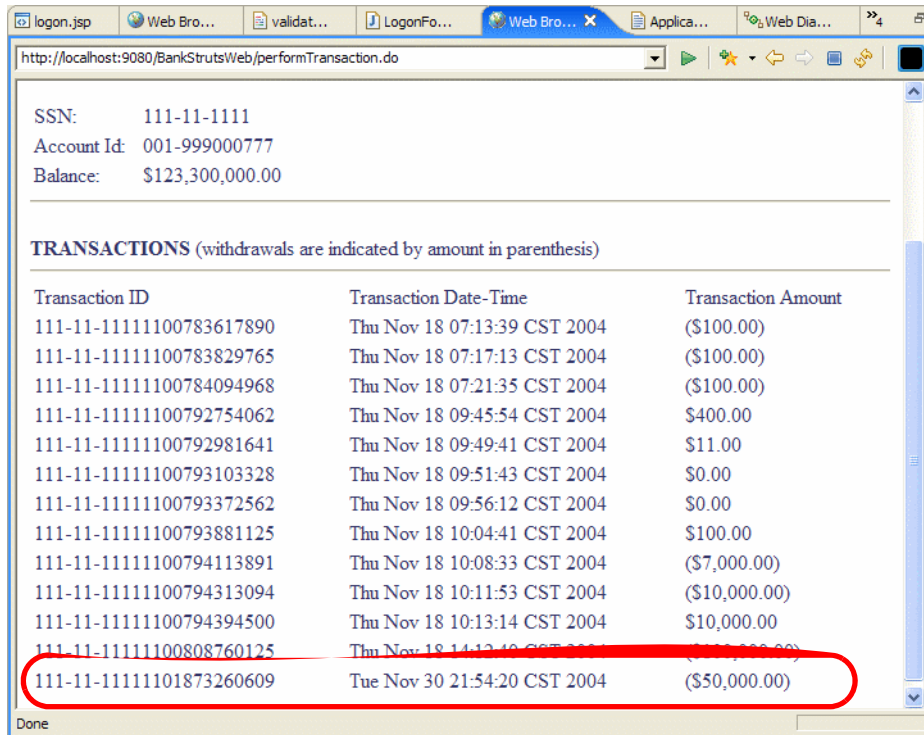 logon.jsp Web Bro... validat... LogonFo... Web Bro... Applica... Web Dia... »4
http://localhost:9080/BankStrutsWeb/performTransaction.do
SSN: 111-11-1111
Account Id: 001-999000777
Balance: $123,300,000.00
TRANSACTIONS (withdrawals are indicated by amount in parenthesis)
Transaction ID Transaction Date-Time Transaction Amount
111-11-11111100783617890 Thu Nov 18 07:13:39 CST 2004 ($100.00)
111-11-11111100783829765 Thu Nov 18 07:17:13 CST 2004 ($100.00)
111-11-11111100784094968 Thu Nov 18 07:21:35 CST 2004 ($100.00)
111-11-11111100792754062 Thu Nov 18 09:45:54 CST 2004 $400.00
111-11-11111100792981641 Thu Nov 18 09:49:41 CST 2004 $11.00
111-11-11111100793103328 Thu Nov 18 09:51:43 CST 2004 $0.00
111-11-11111100793372562 Thu Nov 18 09:56:12 CST 2004 $0.00
111-11-11111100793881125 Thu Nov 18 10:04:41 CST 2004 $100.00
111-11-11111100794113891 Thu Nov 18 10:08:33 CST 2004 ($7,000.00)
111-11-11111100794313094 Thu Nov 18 10:11:53 CST 2004 ($10,000.00)
111-11-11111100794394500 Thu Nov 18 10:13:14 CST 2004 $10,000.00
111-11-11111100808760125 Thu Nov 18 CST 2004
111-11-11111101873260609 Tue Nov 30 21:54:20 CST 2004 ($50,000.00)
Done